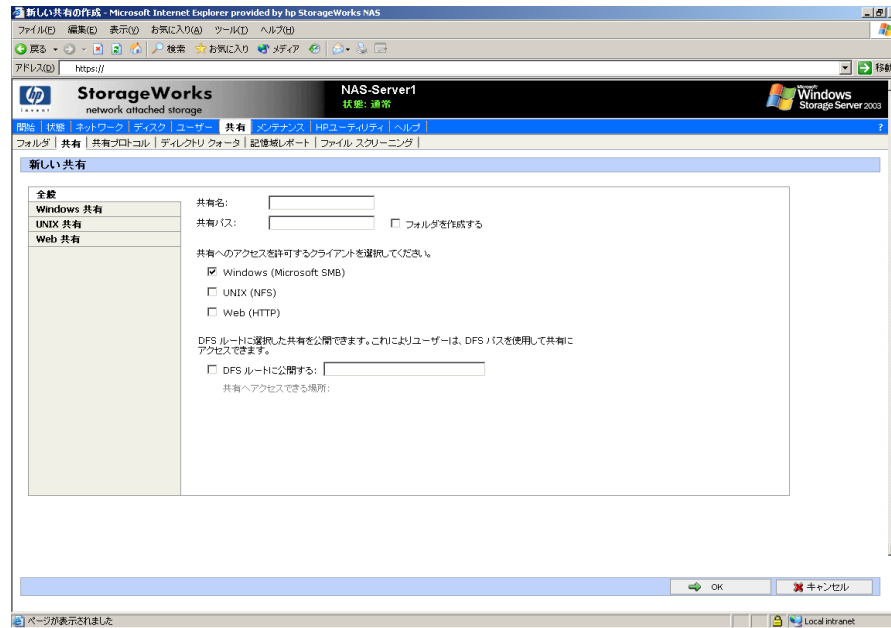 新しい共有の作成 - Microsoft Internet Explorer provided by hp StorageWorks NAS
ファイル(F) 編集(E) 表示(V) お気に入り(A) ツール(T) ヘルプ(H)
戻る 検索 お気に入り メディア
アドレス(D) https:// 移動
hp invent StorageWorks network attached storage
NAS-Server1
状態: 通常
Microsoft Windows Storage Server 2003
開始 | 状態 | ネットワーク | ディスク | ユーザー | 共有 | メンテナンス | HPユーティリティ | ヘルプ | ?
フォルダ | 共有 | 共有プロトコル | ディレクトリ クォータ | 記憶域レポート | ファイル スクリーニング |
新しい共有
全般
Windows 共有
UNIX 共有
Web 共有
共有名:
共有パス: フォルダを作成する
共有へのアクセスを許可するクライアントを選択してください。
Windows (Microsoft SMB)
UNIX (NFS)
Web (HTTP)
DFS ルートに選択した共有を公開できます。これによりユーザーは、DFS パスを使用して共有に
アクセスできます。
DFS ルートに公開する:
共有へアクセスできる場所:
OK キャンセル
ページが表示されました Local intranet